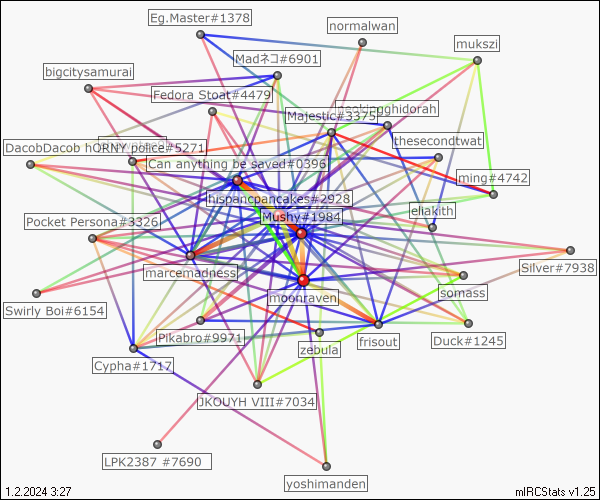 Eg.Master#1378
normalwan
mukszi
Madネコ#6901
bigcitysamurai
Fedora Stoat#4479
Majestic#3375
thesecondtwat
DacobDacob hORNY police#5271
Can anything be saved#0396
ming#4742
hispancpancakes#2928
eliakith
Mushy#1984
Pocket Persona#3326
marcemadness
Silver#7938
somass
moonraven
Swirly Boi#6154
Pikabro#9971
frisout
Duck#1245
zebula
Cypha#1717
JKOUYH VIII#7034
LPK2387 #7690
yoshimanden
1.2.2024 3:27
mIRCStats v1.25